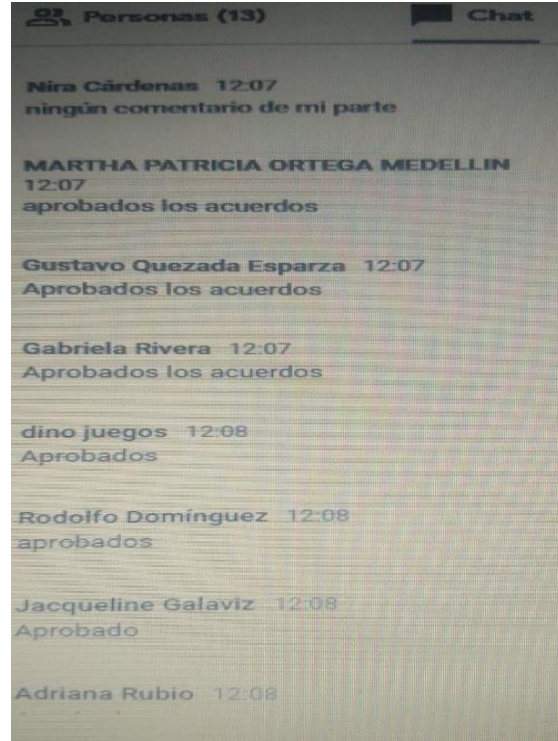 Personas (13)
Chat
Nira Cárdenas 12:07
ningún comentario de mi parte
MARTHA PATRICIA ORTEGA MEDELLIN
12:07
aprobados los acuerdos
Gustavo Quezada Esparza 12:07
Aprobados los acuerdos
Gabriela Rivera 12:07
Aprobados los acuerdos
dino juegos 12:08
Aprobados
Rodolfo Domínguez 12:08
aprobados
Jacqueline Galaviz 12:08
Aprobado
Adriana Rubio 12:08